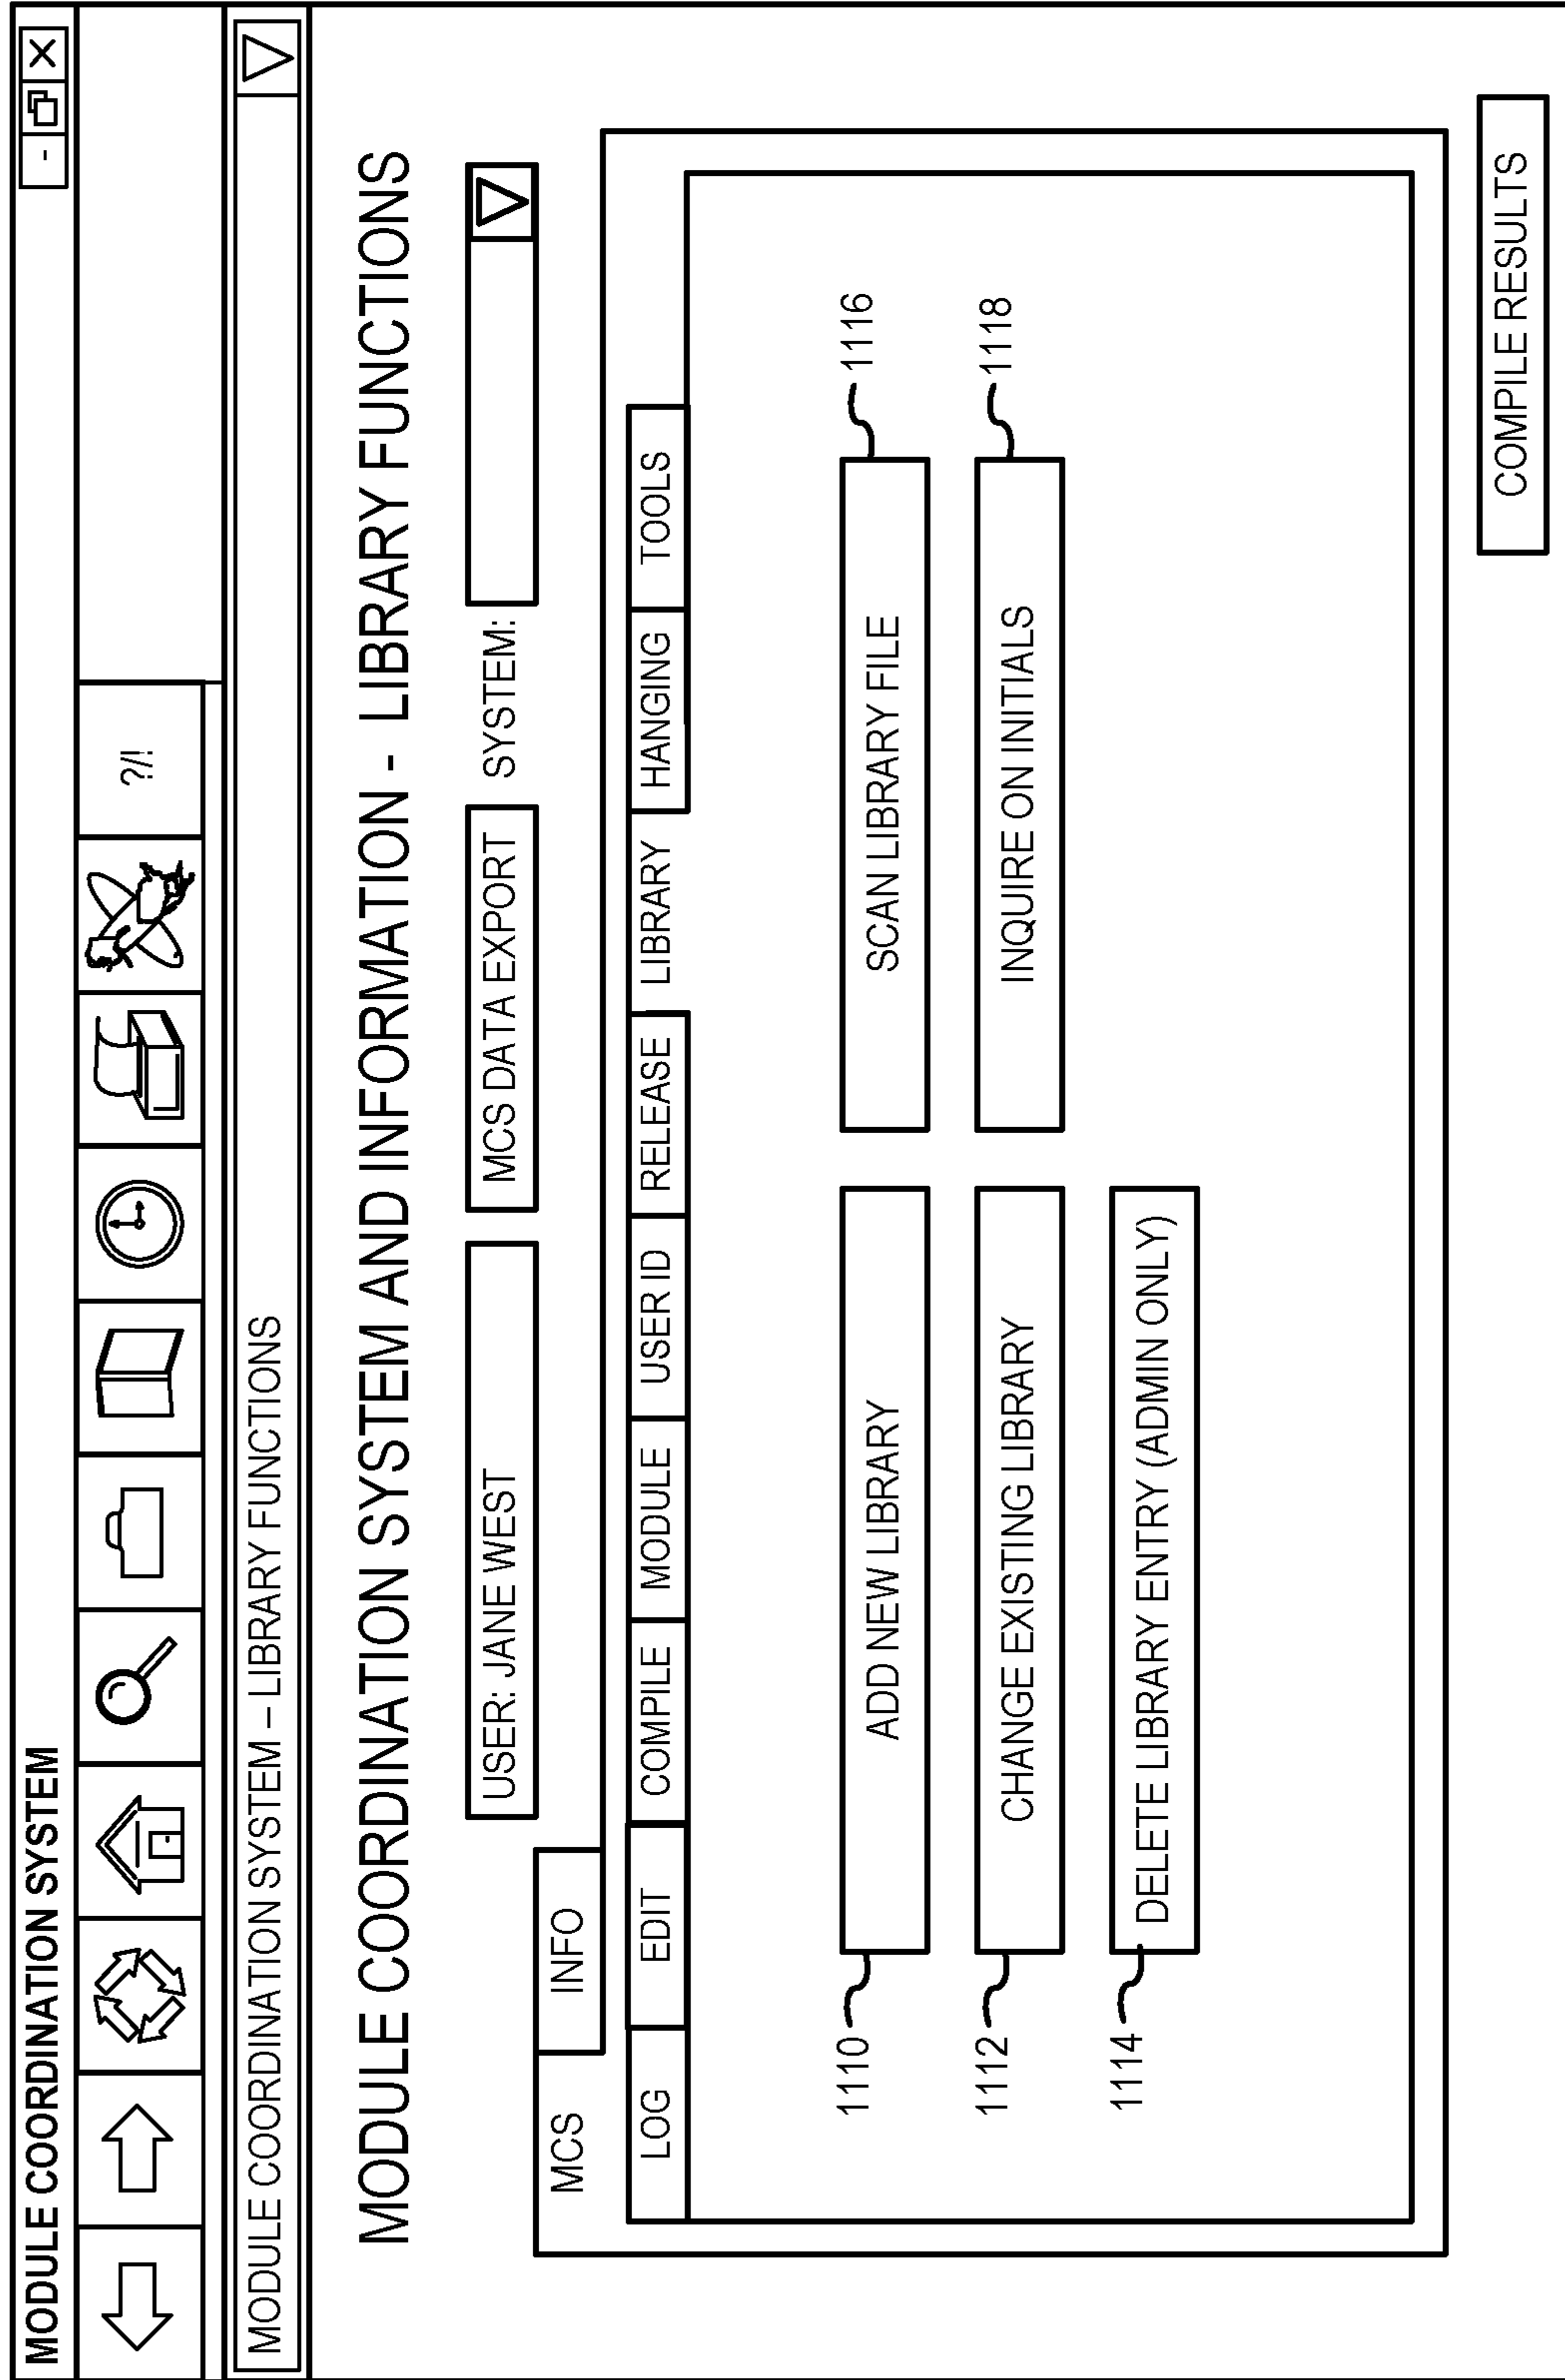 MODULE COORDINATION SYSTEM
-
X
?/!
MODULE COORDINATION SYSTEM – LIBRARY FUNCTIONS
MODULE COORDINATION SYSTEM AND INFORMATION - LIBRARY FUNCTIONS
USER: JANE WEST
MCS DATA EXPORT
SYSTEM:
MCS
INFO
LOG
EDIT
COMPILE
MODULE
USER ID
RELEASE
LIBRARY
HANGING
TOOLS
1110
ADD NEW LIBRARY
SCAN LIBRARY FILE
1116
1112
CHANGE EXISTING LIBRARY
INQUIRE ON INITIALS
1118
1114
DELETE LIBRARY ENTRY (ADMIN ONLY)
COMPILE RESULTS